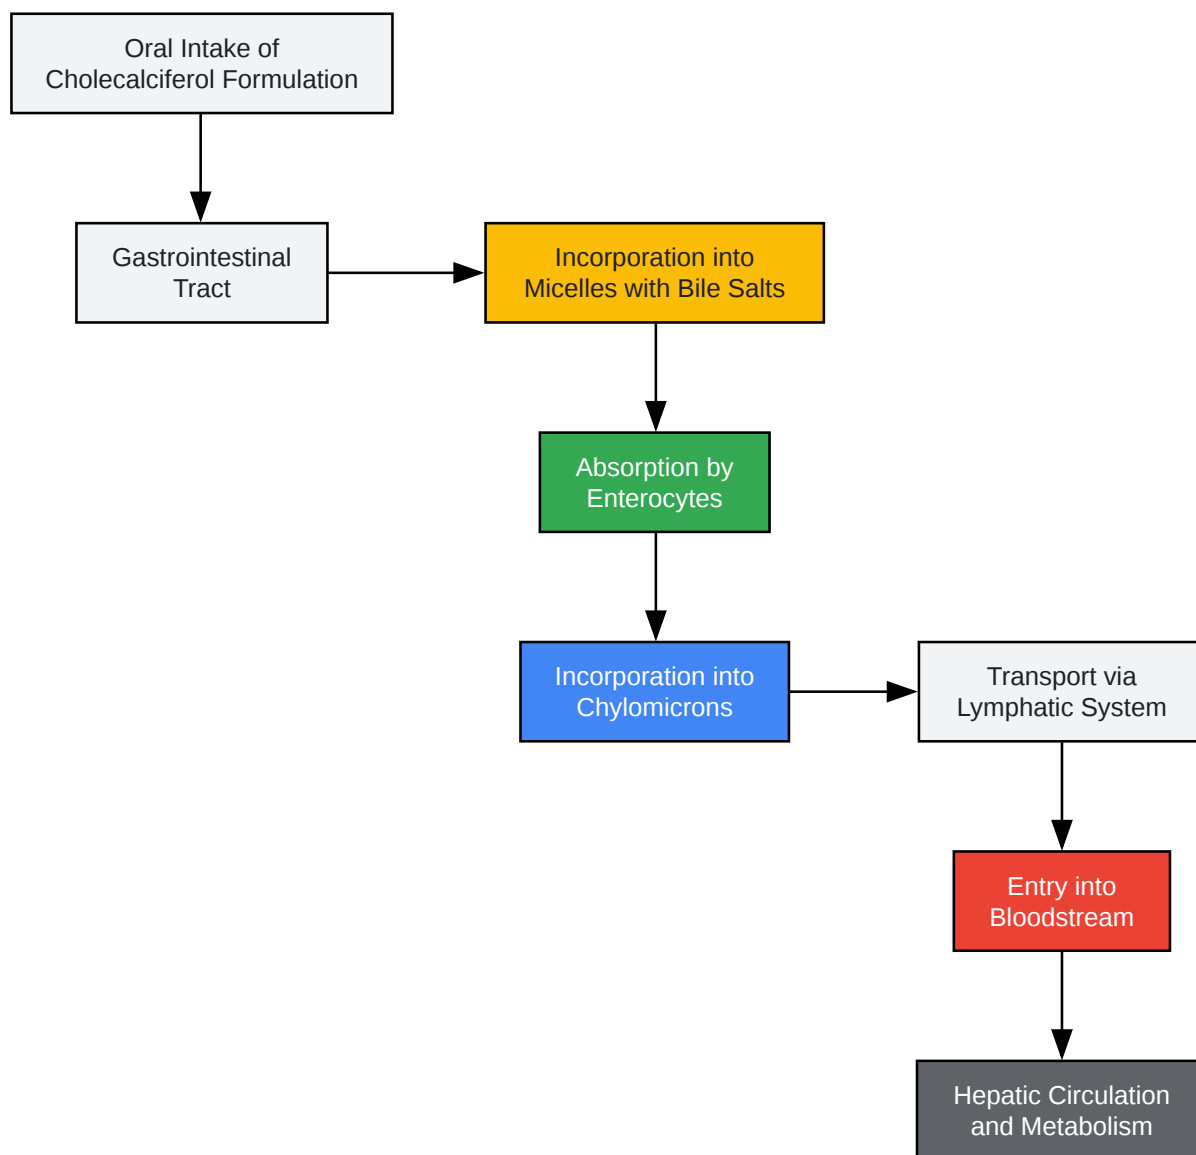 Oral Intake of
Cholecalciferol Formulation
Gastrointestinal
Tract
Incorporation into
Micelles with Bile Salts
Absorption by
Enterocytes
Incorporation into
Chylomicrons
Transport via
Lymphatic System
Entry into
Bloodstream
Hepatic Circulation
and Metabolism